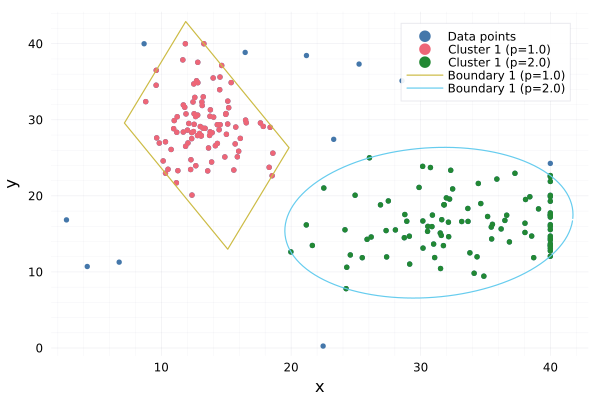 40
30
20
10
0
y
10
20
30
40
x
Data points
Cluster 1 (p=1.0)
Cluster 1 (p=2.0)
Boundary 1 (p=1.0)
Boundary 1 (p=2.0)